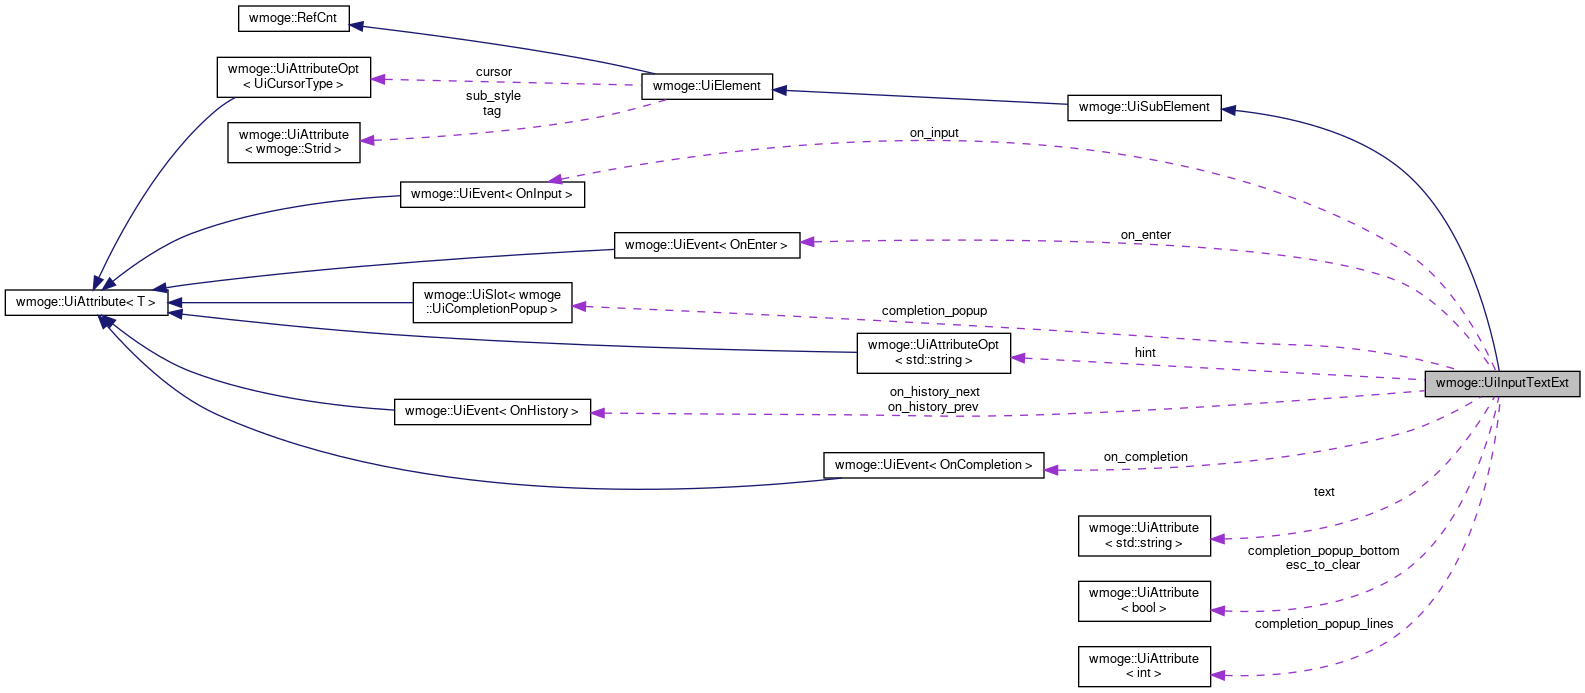 wmoge::RefCnt
wmoge::UiAttributeOpt
< UiCursorType >
cursor
wmoge::UiElement
sub_style
tag
wmoge::UiSubElement
wmoge::UiAttribute
< wmoge::Strid >
on_input
wmoge::UiEvent< OnInput >
on_enter
wmoge::UiEvent< OnEnter >
wmoge::UiAttribute< T >
wmoge::UiSlot< wmoge
::UiCompletionPopup >
completion_popup
wmoge::UiAttributeOpt
< std::string >
hint
wmoge::UiInputTextExt
wmoge::UiEvent< OnHistory >
on_history_next
on_history_prev
wmoge::UiEvent< OnCompletion >
on_completion
text
wmoge::UiAttribute
< std::string >
completion_popup_bottom
esc_to_clear
wmoge::UiAttribute
< bool >
completion_popup_lines
wmoge::UiAttribute
< int >